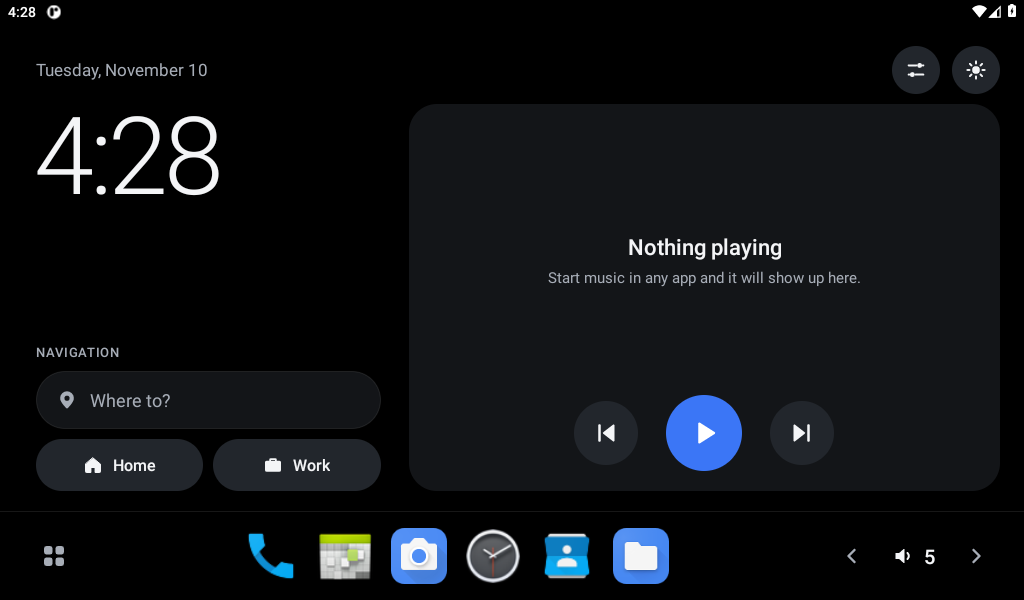 4:28
Tuesday, November 10
4:28
NAVIGATION
Where to?
Home
Work
Nothing playing
Start music in any app and it will show up here.
5